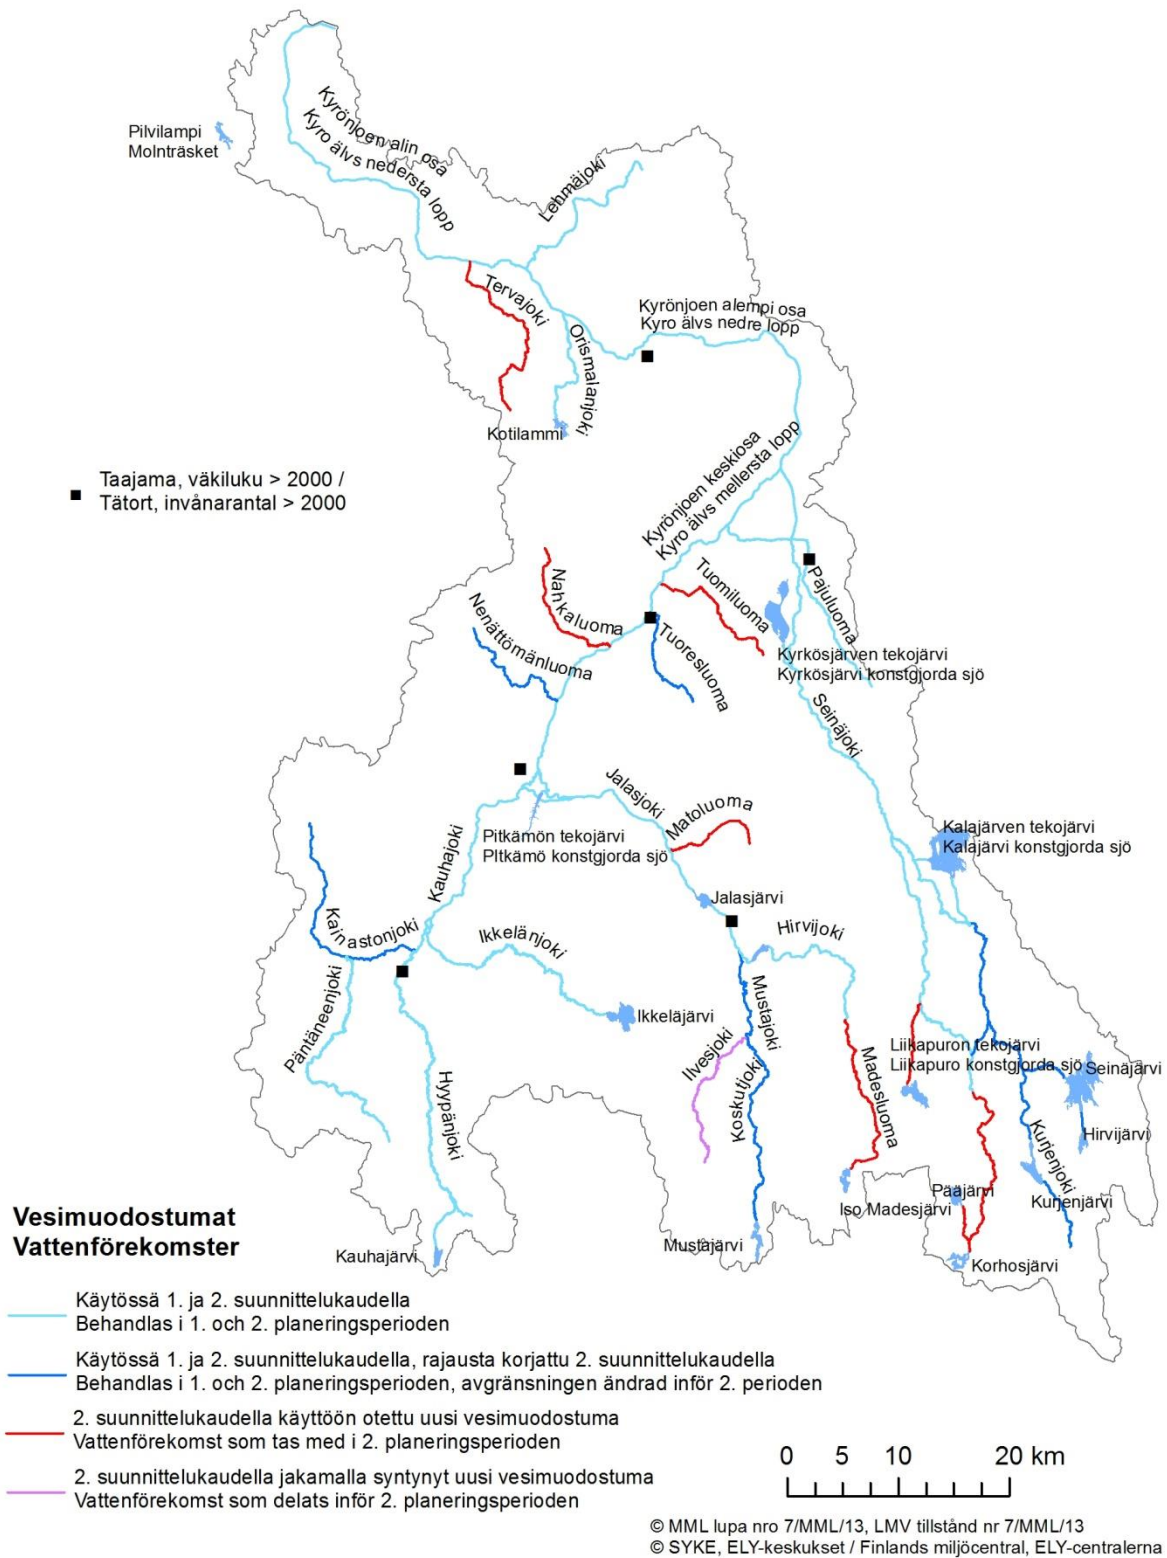 Kyrönjoen alin osa
Kyro älvs nedersta lopp
Pilvilampi
Molnträsket
Lehmäjoki
Tervajoki
Kyrönjoen alempi osa
Kyro älvs nedre lopp
Orismalanjoki
Kotilammi
Kyrönjoen keskiosa
Kyro älvs mellersta lopp
Taajama, väkiluku > 2000 /
Tätort, invånarantal > 2000
Nahkaluoma
Tuomiluoma
Pajuluoma
Nenättömänluoma
Tuoresluoma
Kyrkösjärven tekojärvi
Kyrkösjärvi konstgjorda sjö
Seinäjoki
Jalasjoki
Matoluoma
Pitkämön tekojärvi
PItkämö konstgjorda sjö
Kalajärven tekojärvi
Kalajärvi konstgjorda sjö
Kauhajoki
Jalasjärvi
Kainastonjoki
Ikkelänjoki
Hirvijoki
Päntäneenjoki
Ikkeläjärvi
Mustajoki
Ilvesjoki
Koskutjoki
Madesluoma
Liikapuron tekojärvi
Liikapuro konstgjorda sjö
Seinäjärvi
Hyypänjoki
Hirvijärvi
Kurjenjoki
Pääjärvi
Iso Madesjärvi
Kurjenjärvi
Kauhajärvi
Mustajärvi
Korhosjärvi
Vesimuodostumat
Vattenförekomster
Käytössä 1. ja 2. suunnittelukaudella
Behandlas i 1. och 2. planeringsperioden
Käytössä 1. ja 2. suunnittelukaudella, rajausta korjattu 2. suunnittelukaudella
Behandlas i 1. och 2. planeringsperioden, avgränsningen ändrad inför 2. perioden
2. suunnittelukaudella käyttöön otettu uusi vesimuodostuma
Vattenförekomst som tas med i 2. planeringsperioden
2. suunnittelukaudella jakamalla syntynyt uusi vesimuodostuma
Vattenförekomst som delats inför 2. planeringsperioden
0 5 10 20 km
© MML lupa nro 7/MML/13, LMV tillstånd nr 7/MML/13
© SYKE, ELY-keskukset / Finlands miljöcentral, ELY-centralerna